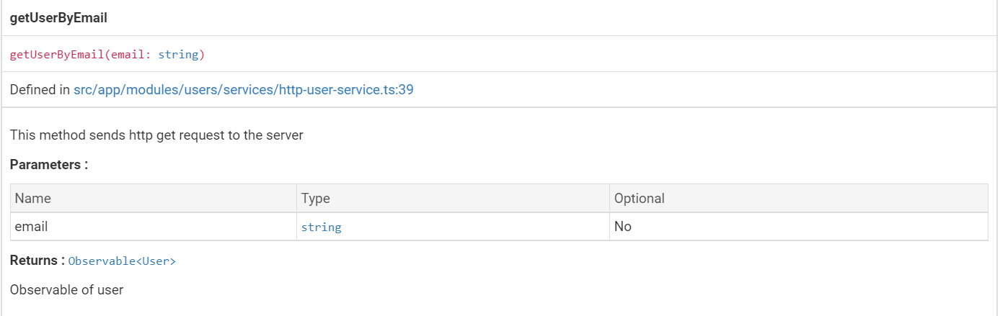 getUserByEmail
getUserByEmail(email: string)
Defined in src/app/modules/users/services/http-user-service.ts:39
This method sends http get request to the server
Parameters :
Name Type Optional
email string No
Returns : Observable<User>
Observable of user